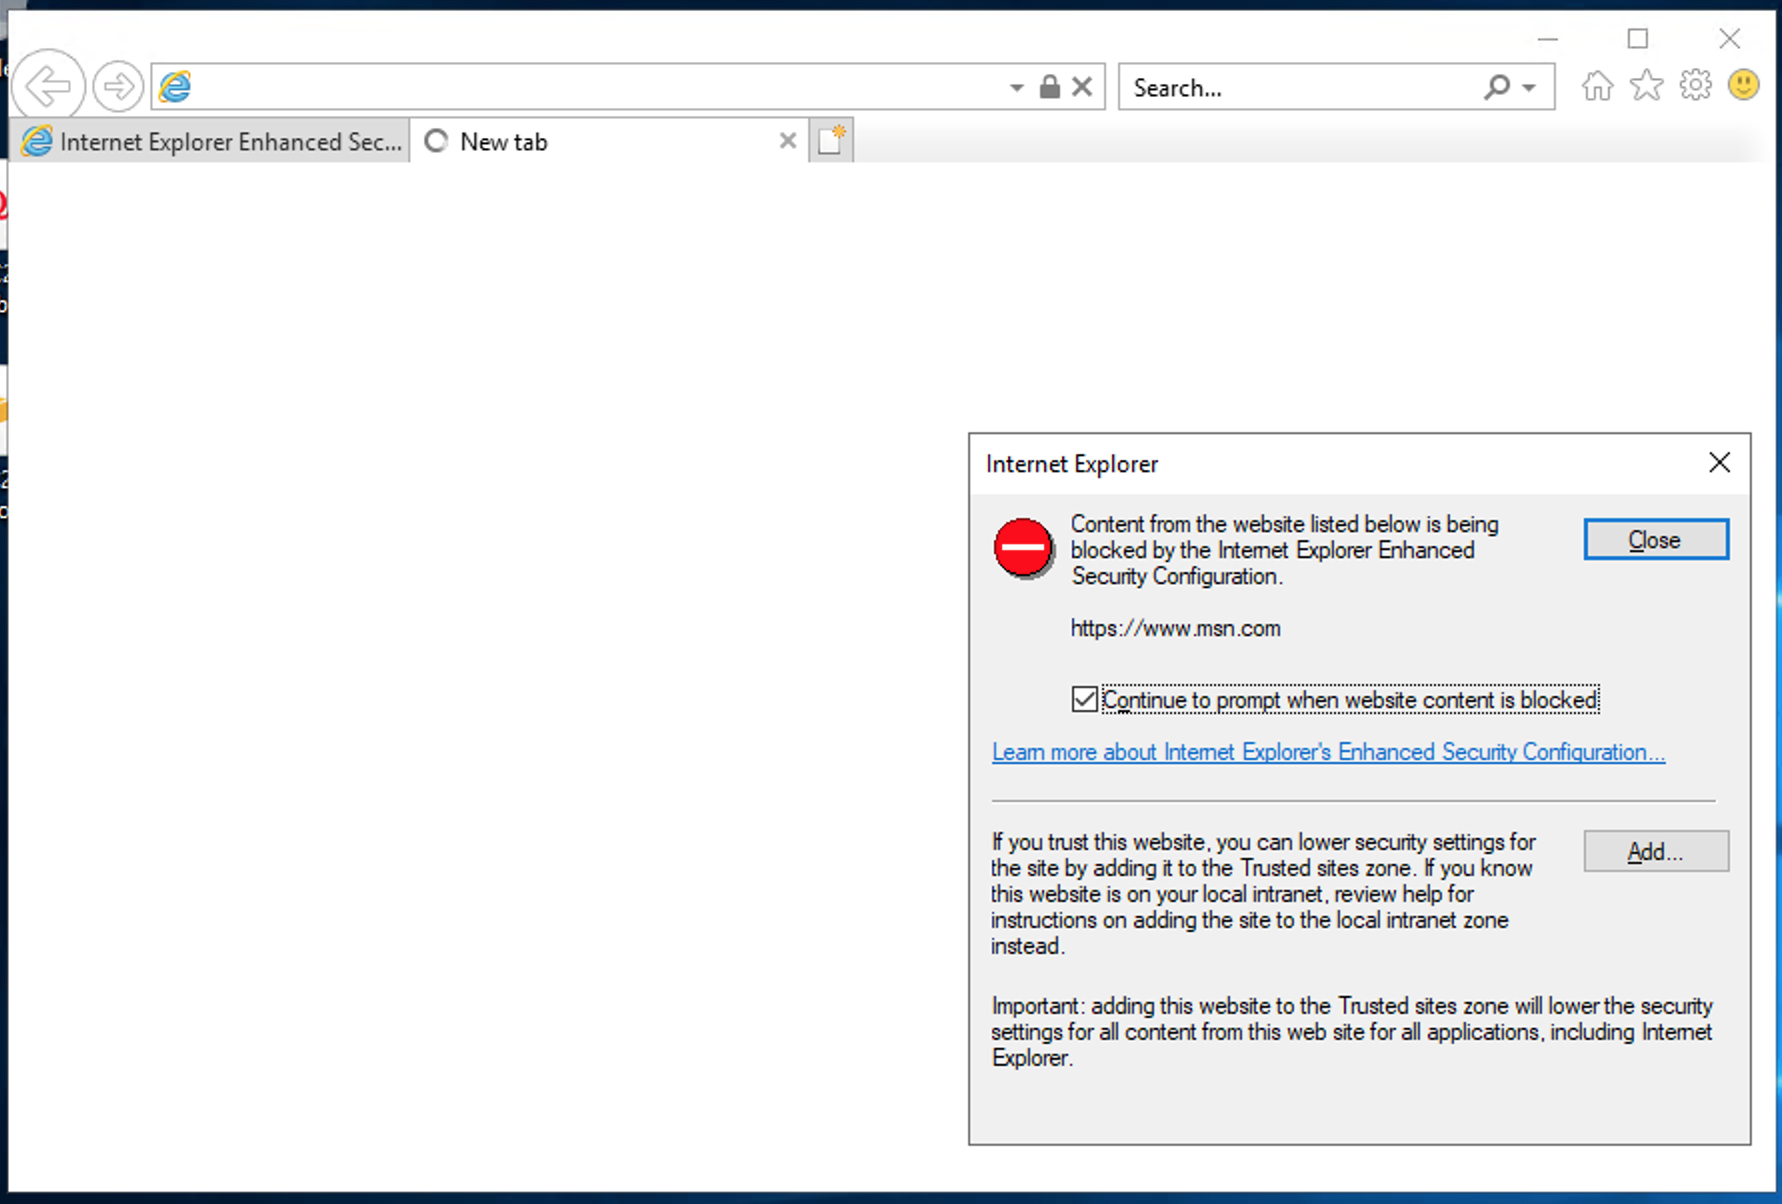 Search...
Internet Explorer Enhanced Sec...
New tab
Internet Explorer
Content from the website listed below is being
blocked by the Internet Explorer Enhanced
Security Configuration.
Close
https://www.msn.com
Continue to prompt when website content is blocked
Learn more about Internet Explorer's Enhanced Security Configuration...
If you trust this website, you can lower security settings for
the site by adding it to the Trusted sites zone. If you know
this website is on your local intranet, review help for
instructions on adding the site to the local intranet zone
instead.
Add...
Important: adding this website to the Trusted sites zone will lower the security
settings for all content from this web site for all applications, including Internet
Explorer.